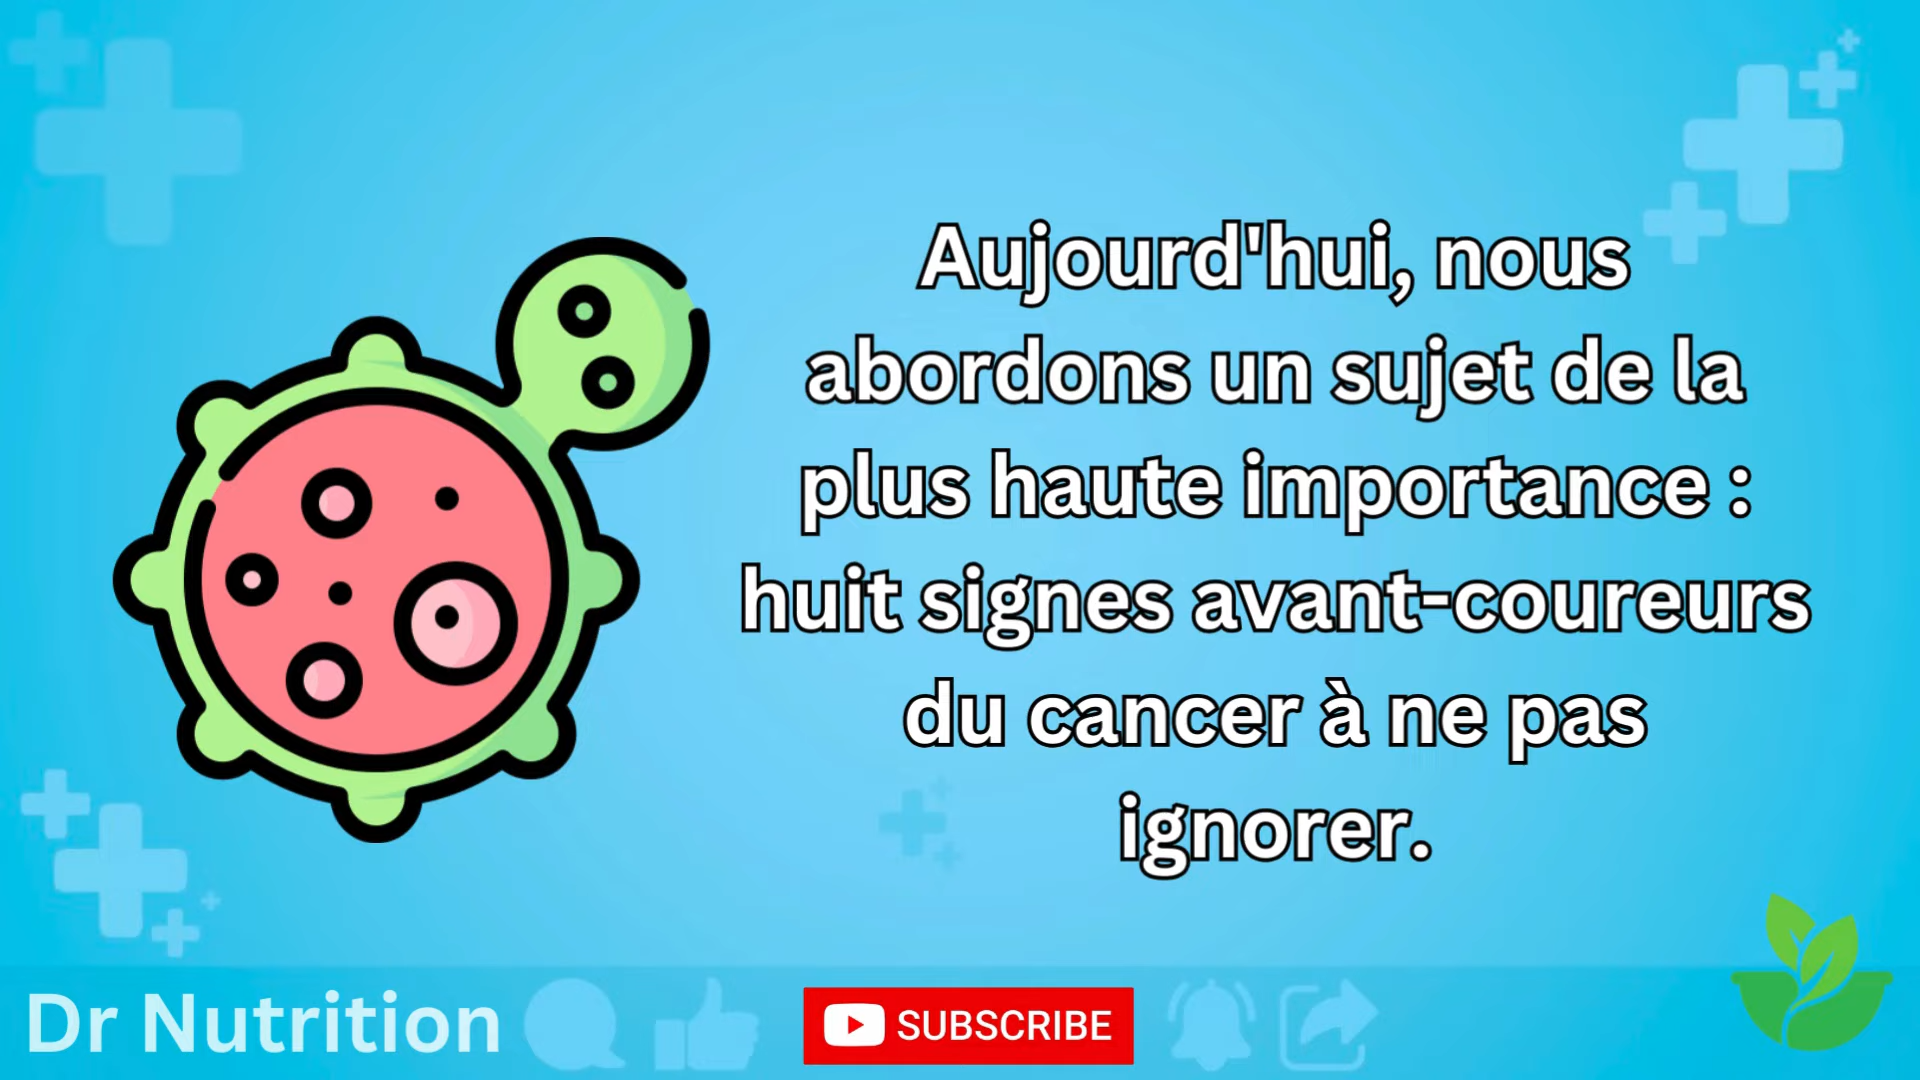 Aujourd'hui, nous
abordons un sujet de la
plus haute importance :
huit signes avant-coureurs
du cancer à ne pas
ignorer.
Dr Nutrition
SUBSCRIBE